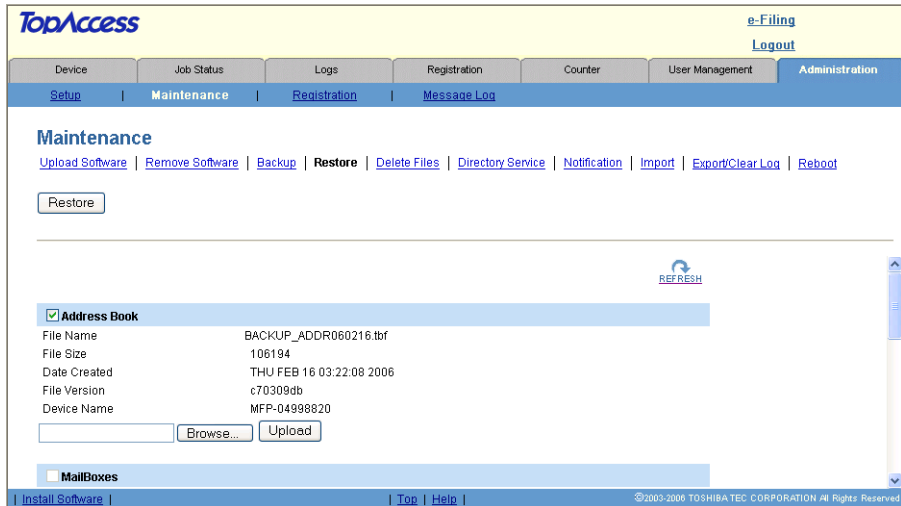 TopAccess
e-Filing
Logout
Device Job Status Logs Registration Counter User Management Administration
Setup | Maintenance | Registration | Message Log
Maintenance
Upload Software | Remove Software | Backup | Restore | Delete Files | Directory Service | Notification | Import | Export/Clear Log | Reboot
Restore
REFRESH
Address Book
File Name BACKUP_ADDR060216.tbf
File Size 106194
Date Created THU FEB 16 03:22:08 2006
File Version c70309db
Device Name MFP-04998820
Browse... Upload
MailBoxes
| Install Software | | Top | Help | ©2003-2006 TOSHIBA TEC CORPORATION All Rights Reserved